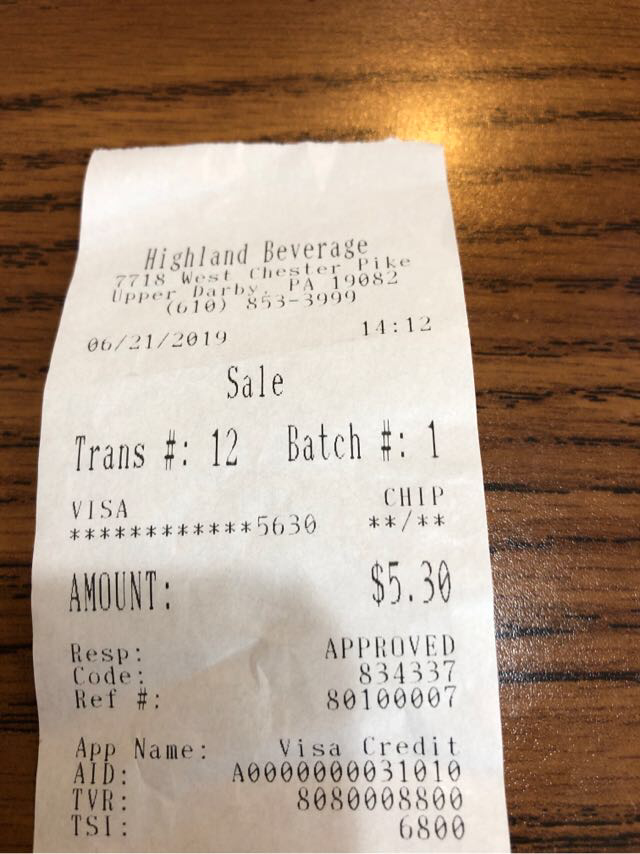 Highland Beverage
7718 West Chester Pike
Upper Darby, PA 19082
(610) 853-3999
06/21/2019 14:12
Sale
Trans #: 12 Batch #: 1
VISA CHIP
************5630 **/**
AMOUNT: $5.30
Resp: APPROVED
Code: 834337
Ref #: 80100007
App Name: Visa Credit
AID: A0000000031010
TVR: 8080008800
TSI: 6800